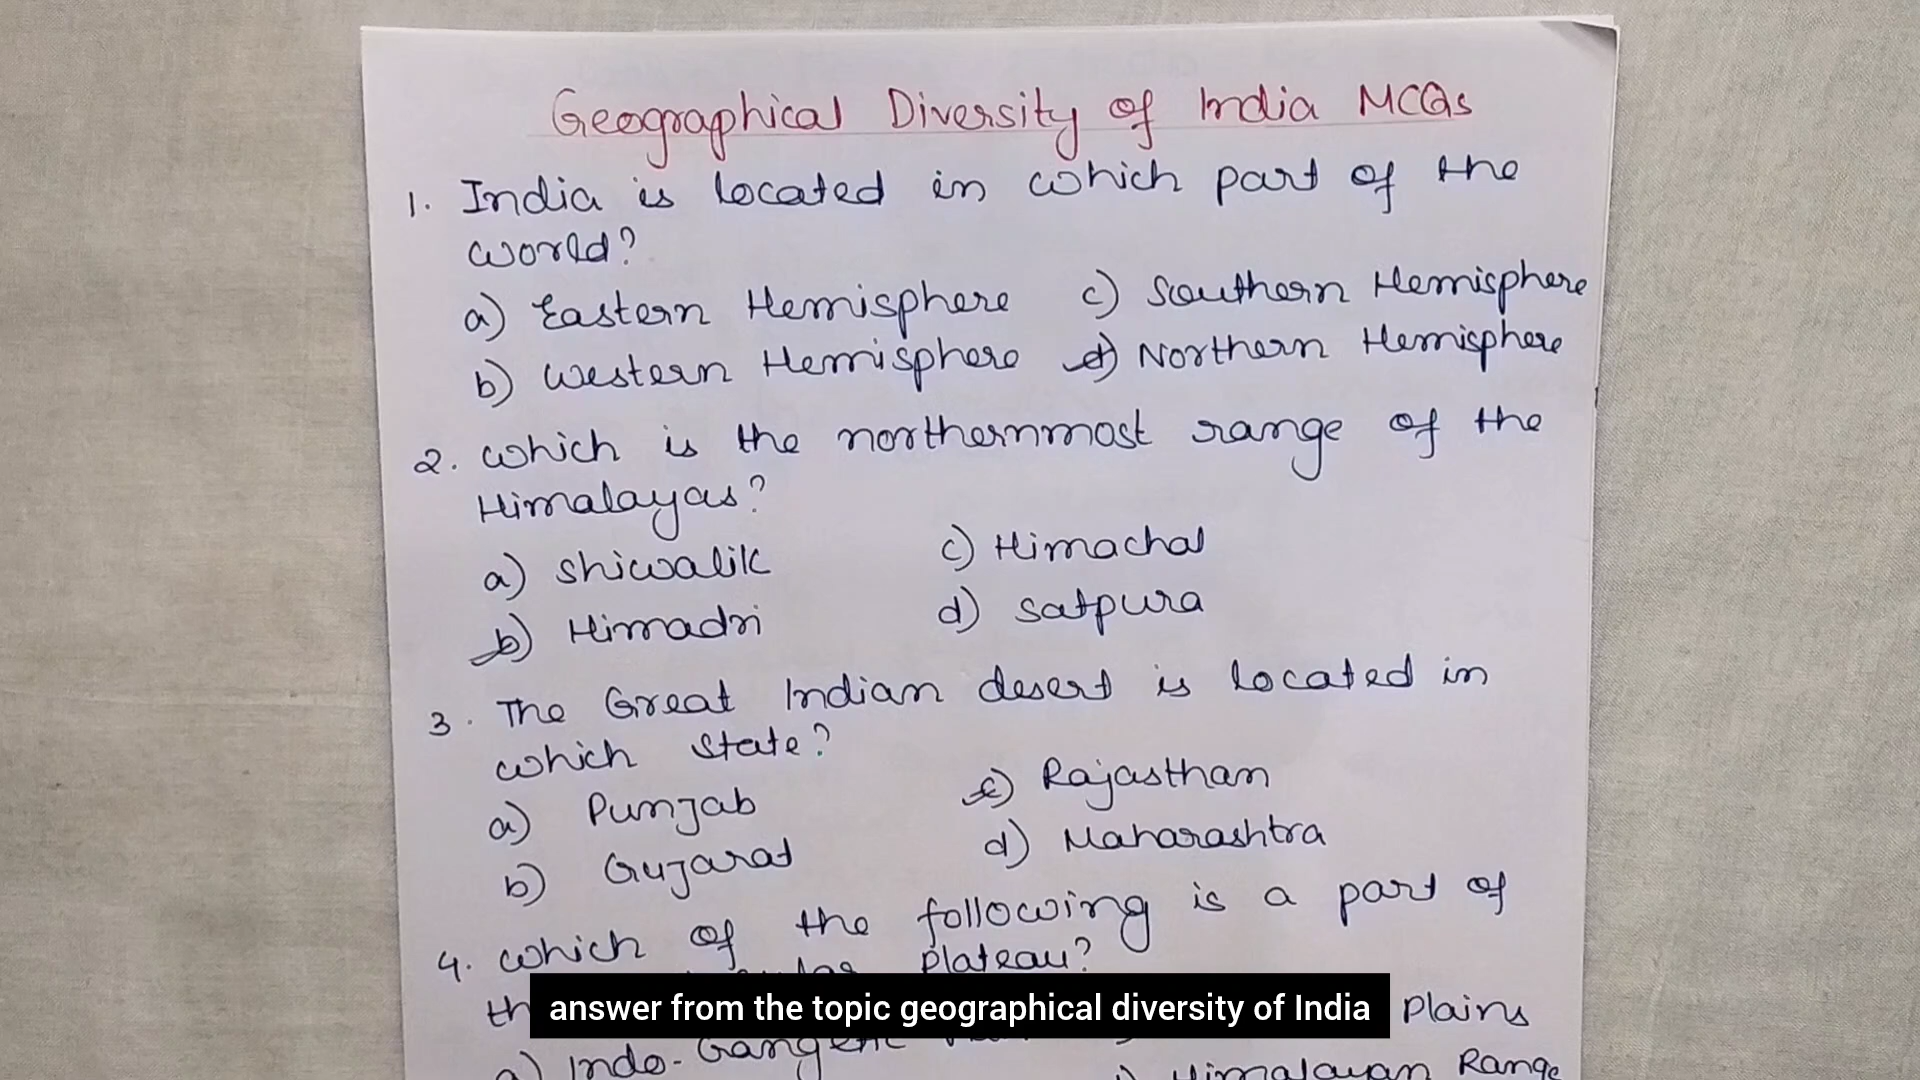 Geographical Diversity of India MCQs
1. India is located in which part of the
world?
a) Eastern Hemisphere c) Southern Hemisphere
b) Western Hemisphere d) Northern Hemisphere
2. which is the northernmost range of the
Himalayas?
a) Shiwalik c) Himachal
b) Himadri d) Satpura
3. The Great Indian desert is located in
which state?
a) Punjab c) Rajasthan
b) Gujarat d) Maharashtra
4. which of the following is a part of
plateau?
answer from the topic geographical diversity of India
Plains
a) Indo-Gangetic
Himalayan Range